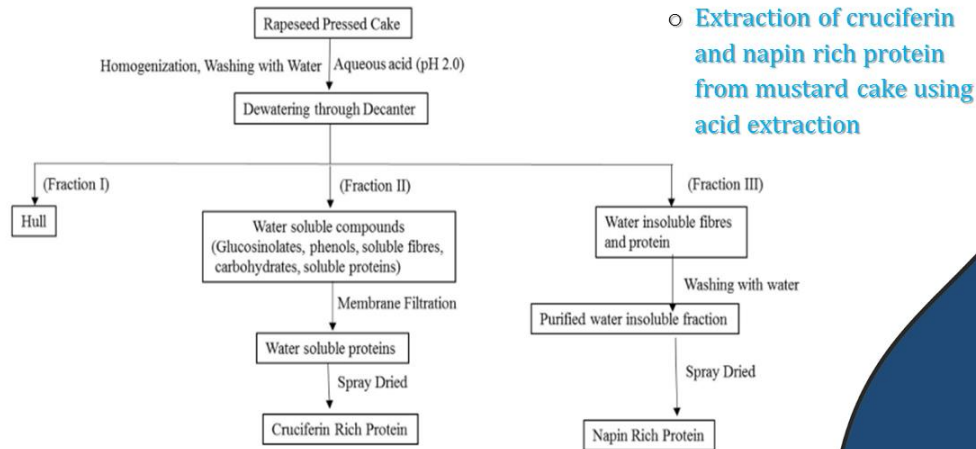 Rapeseed Pressed Cake
Homogenization, Washing with Water
Aqueous acid (pH 2.0)
Dewatering through Decanter
(Fraction I)
(Fraction II)
(Fraction III)
Hull
Water soluble compounds
(Glucosinolates, phenols, soluble fibres,
carbohydrates, soluble proteins)
Water insoluble fibres
and protein
Membrane Filtration
Washing with water
Water soluble proteins
Purified water insoluble fraction
Spray Dried
Spray Dried
Cruciferin Rich Protein
Napin Rich Protein
o Extraction of cruciferin
and napin rich protein
from mustard cake using
acid extraction